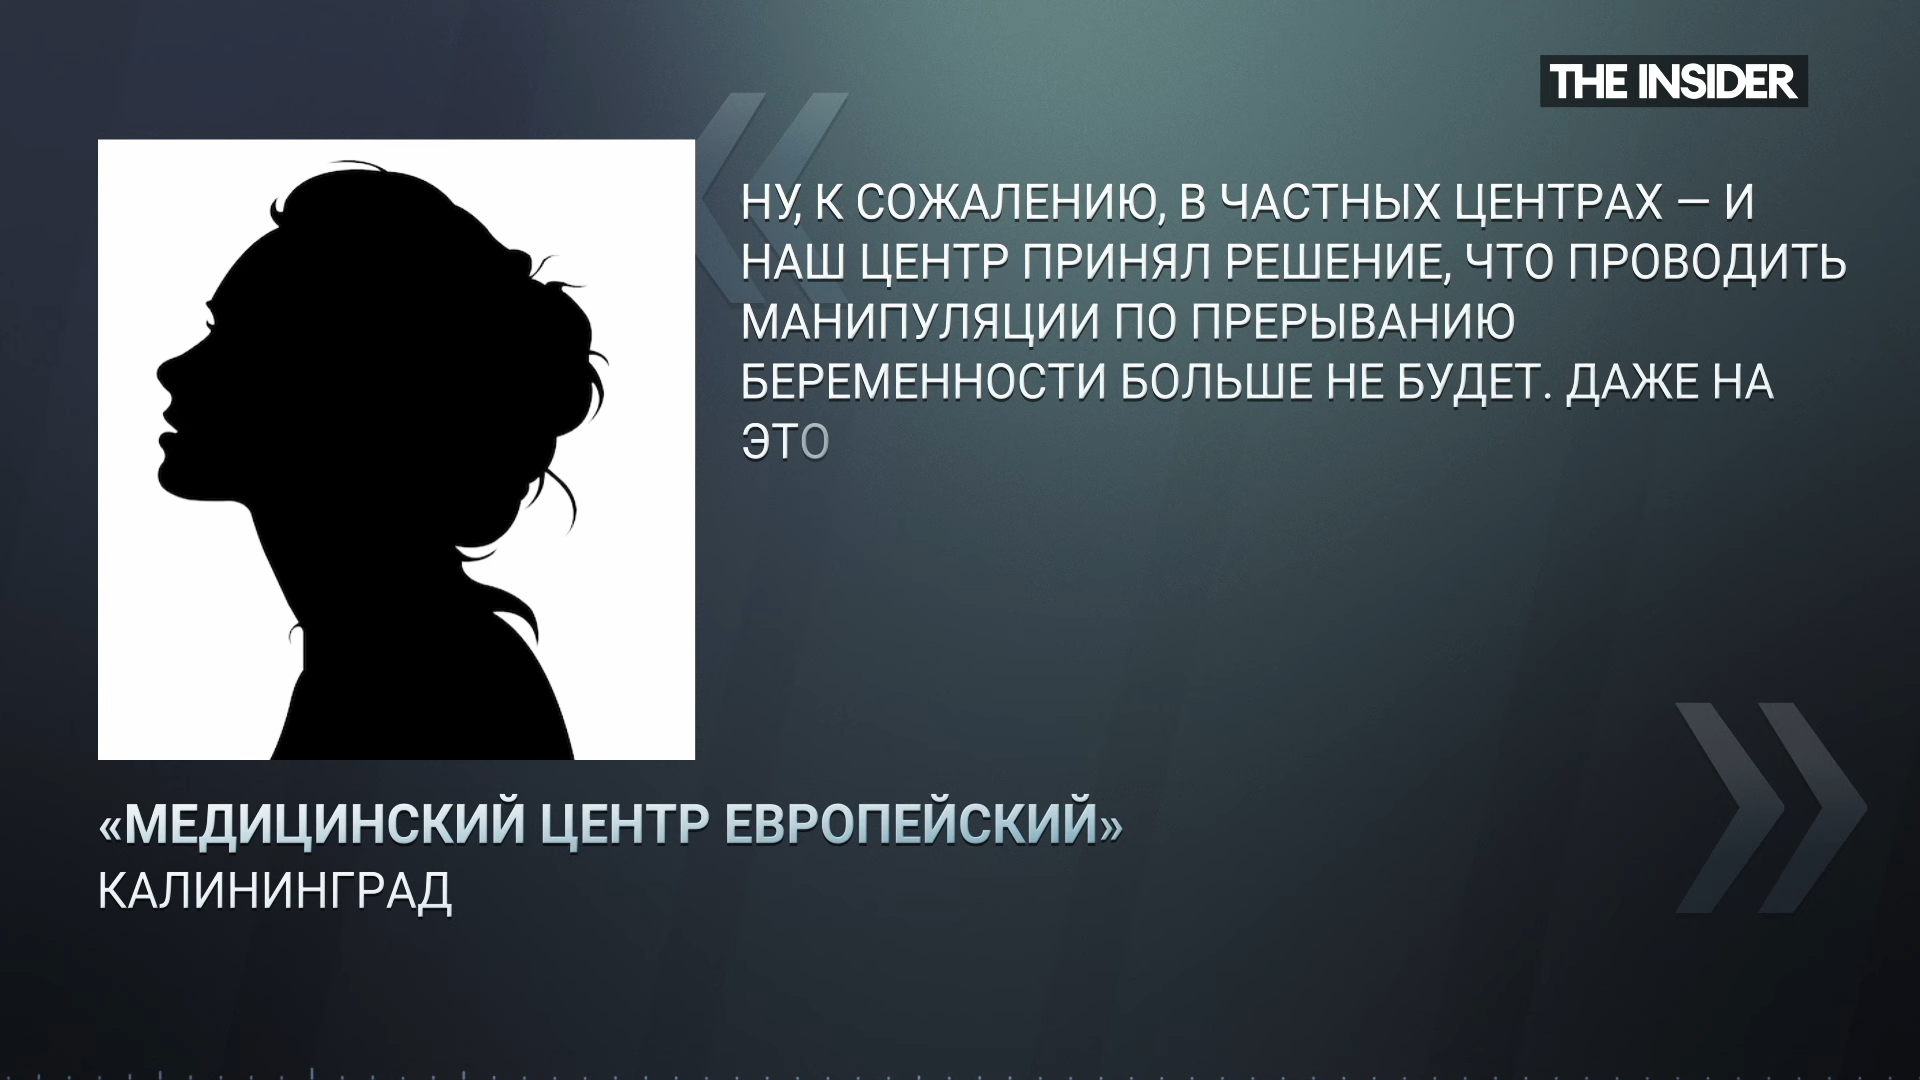 THE INSIDER
НУ, К СОЖАЛЕНИЮ, В ЧАСТНЫХ ЦЕНТРАХ — И
НАШ ЦЕНТР ПРИНЯЛ РЕШЕНИЕ, ЧТО ПРОВОДИТЬ
МАНИПУЛЯЦИИ ПО ПРЕРЫВАНИЮ
БЕРЕМЕННОСТИ БОЛЬШЕ НЕ БУДЕТ. ДАЖЕ НА
ЭТО
«МЕДИЦИНСКИЙ ЦЕНТР ЕВРОПЕЙСКИЙ»
КАЛИНИНГРАД